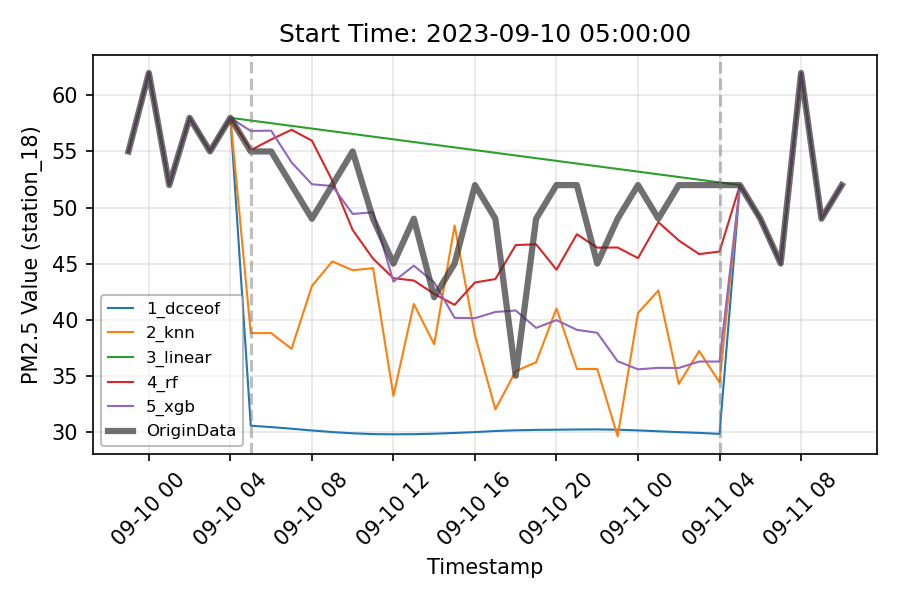 Start Time: 2023-09-10 05:00:00
PM2.5 Value (station_18)
60
55
50
45
40
35
30
1_dcceof
2_knn
3_linear
4_rf
5_xgb
OriginData
09-10 00
09-10 04
09-10 08
09-10 12
09-10 16
09-10 20
09-11 00
09-11 04
09-11 08
Timestamp